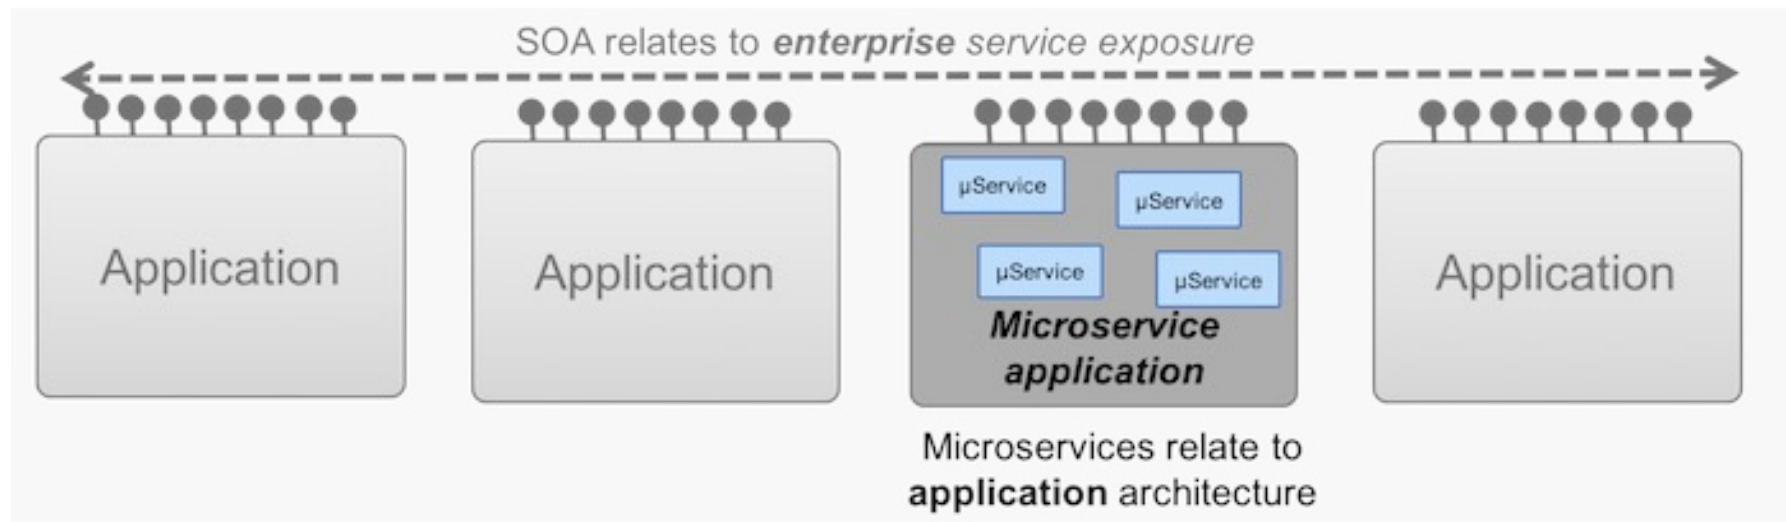 SOA relates to enterprise service exposure
Application
Application
µService
µService
µService
µService
Microservice
application
Application
Microservices relate to
application architecture